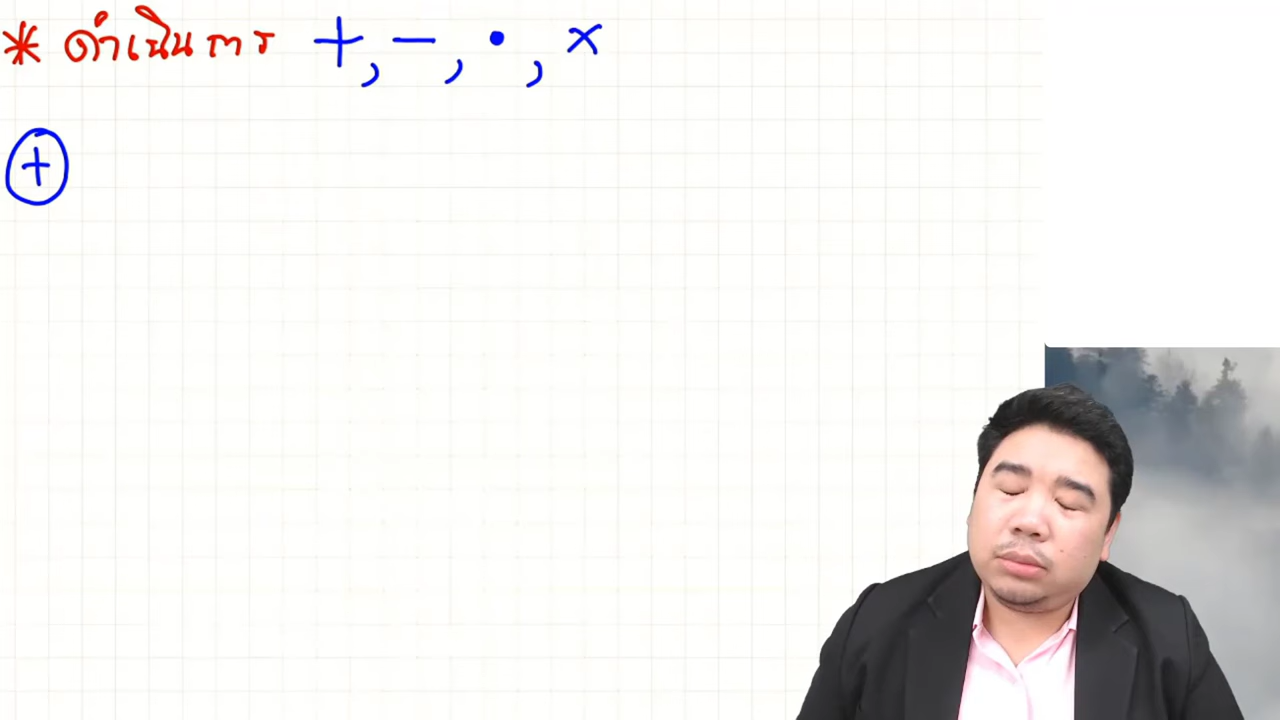 * ดำเนินการ +, −, •, ×
⊕